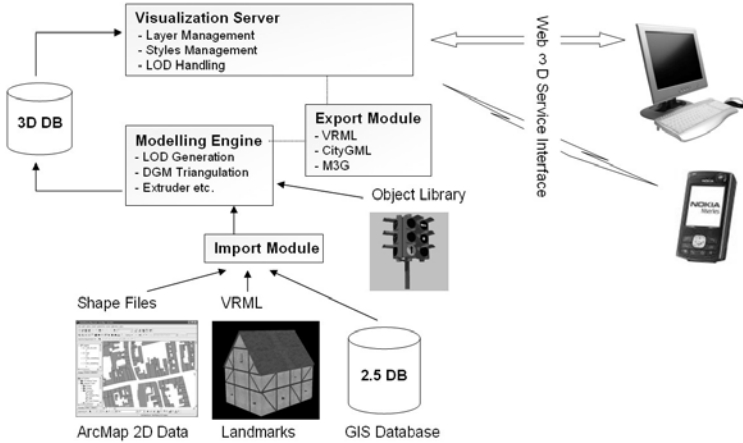 Visualization Server
- Layer Management
- Styles Management
- LOD Handling
Web 3D Service Interface
3D DB
Modelling Engine
- LOD Generation
- DGM Triangulation
- Extruder etc.
Export Module
- VRML
- CityGML
- M3G
Object Library
NOKIA
Import Module
Shape Files
VRML
2.5 DB
ArcMap 2D Data
Landmarks
GIS Database